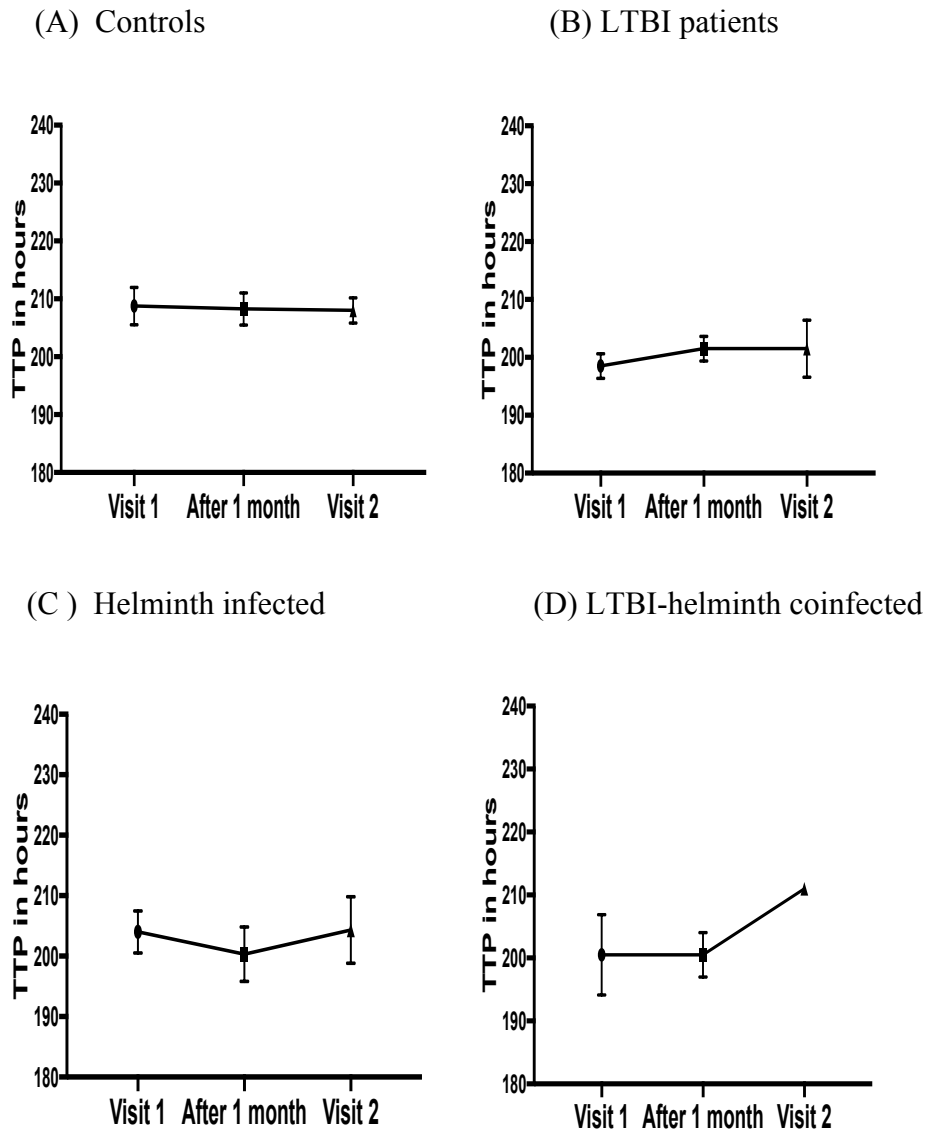 (A) Controls
(B) LTBI patients
TTP in hours
240
230
220
210
200
190
180
Visit 1 After 1 month Visit 2
TTP in hours
240
230
220
210
200
190
180
Visit 1 After 1 month Visit 2
(C ) Helminth infected
(D) LTBI-helminth coinfected
TTP in hours
240
230
220
210
200
190
180
Visit 1 After 1 month Visit 2
TTP in hours
240
230
220
210
200
190
180
Visit 1 After 1 month Visit 2